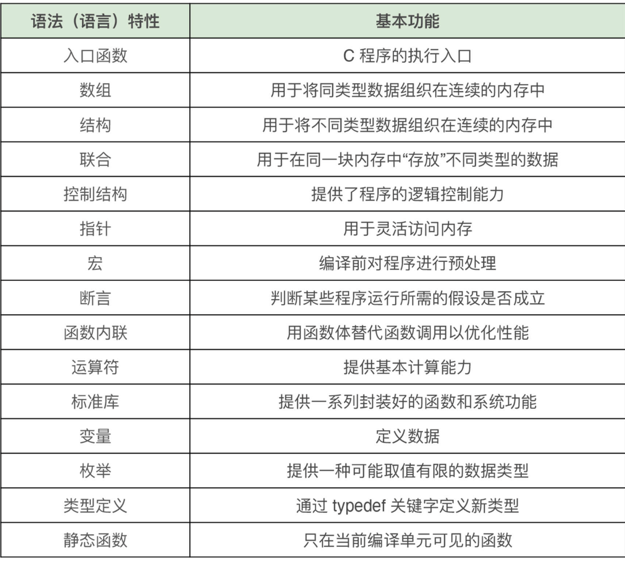 语法（语言）特性 基本功能
入口函数 C 程序的执行入口
数组 用于将同类型数据组织在连续的内存中
结构 用于将不同类型数据组织在连续的内存中
联合 用于在同一块内存中“存放”不同类型的数据
控制结构 提供了程序的逻辑控制能力
指针 用于灵活访问内存
宏 编译前对程序进行预处理
断言 判断某些程序运行所需的假设是否成立
函数内联 用函数体替代函数调用以优化性能
运算符 提供基本计算能力
标准库 提供一系列封装好的函数和系统功能
变量 定义数据
枚举 提供一种可能取值有限的数据类型
类型定义 通过 typedef 关键字定义新类型
静态函数 只在当前编译单元可见的函数